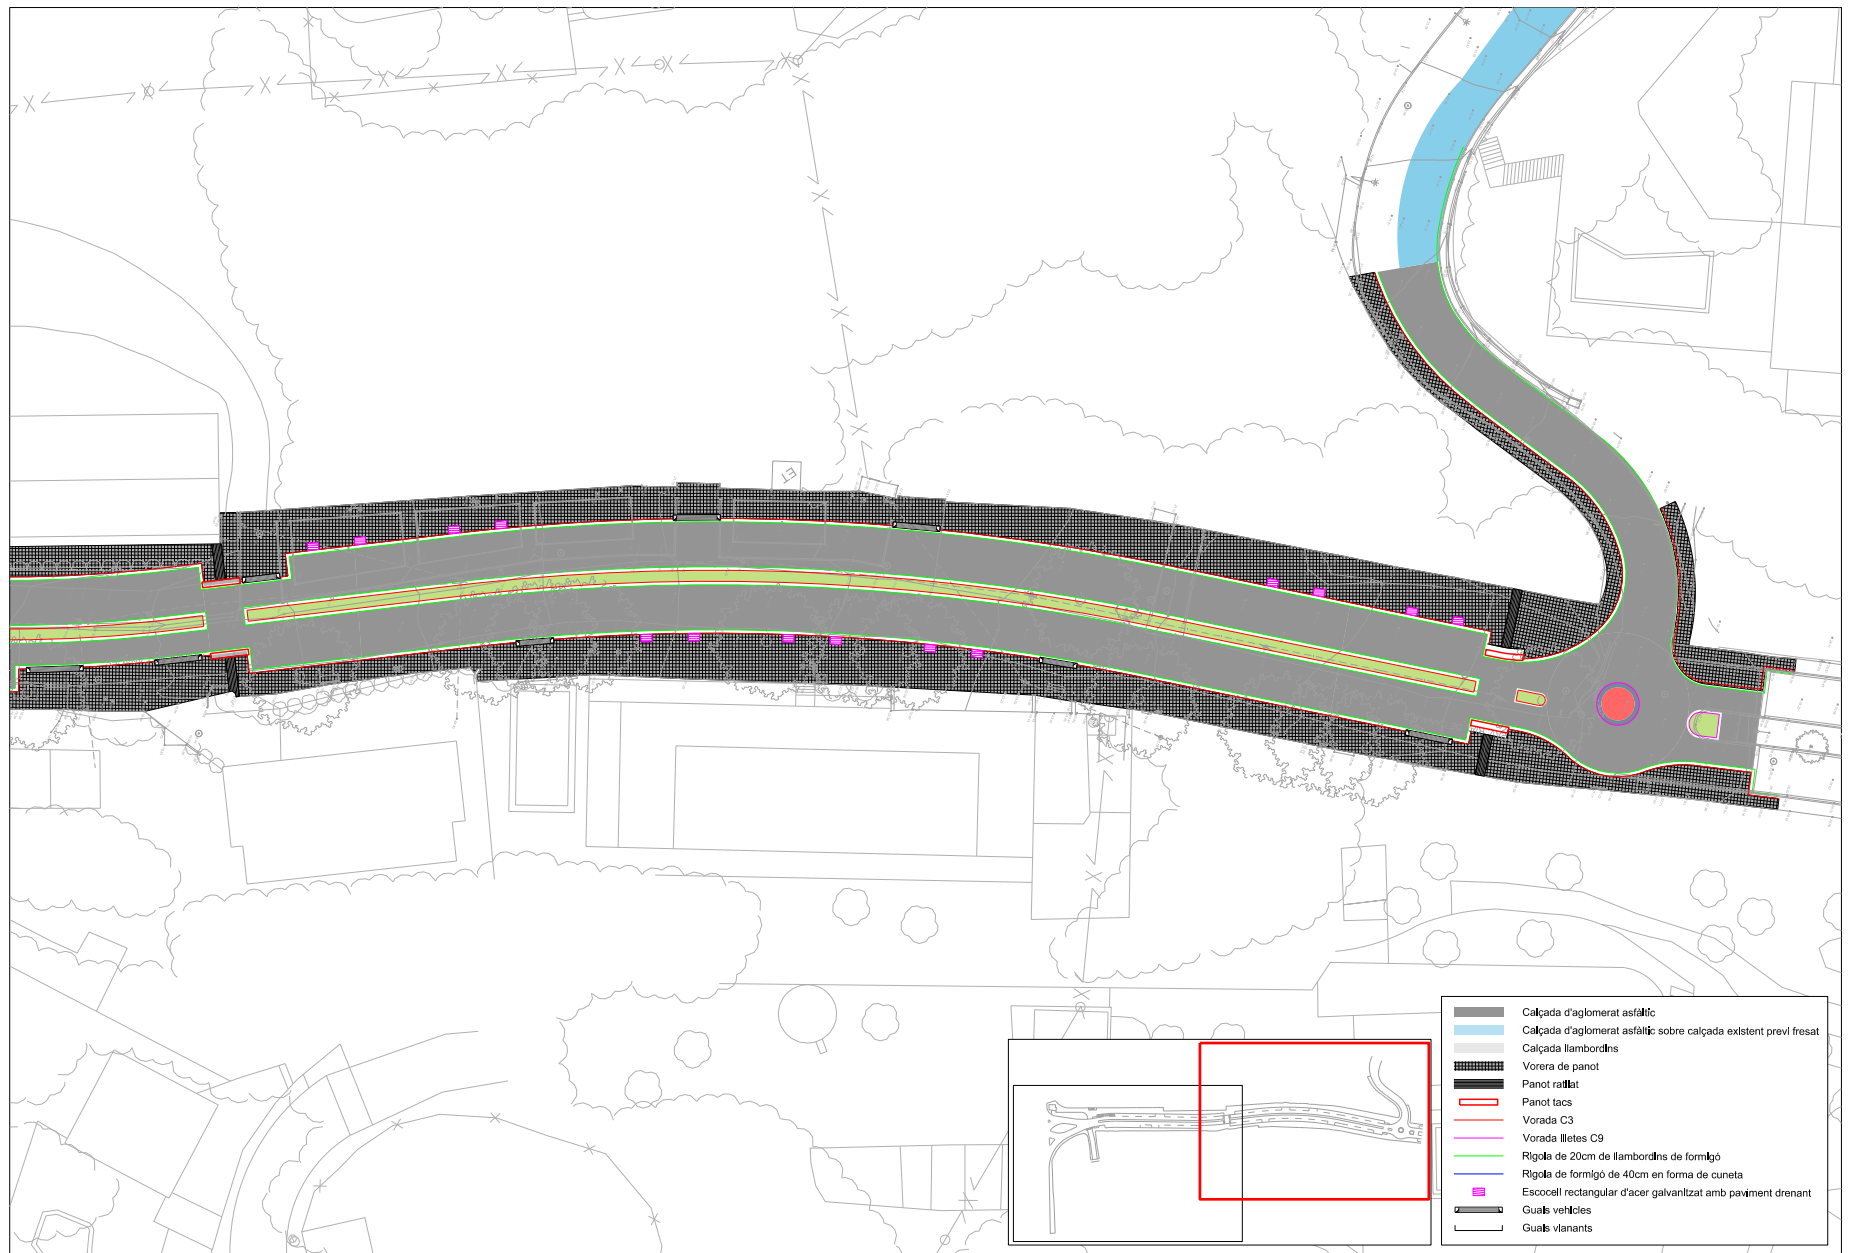 ET
Calçada d'aglomerat asfàltic
Calçada d'aglomerat asfàltic sobre calçada existent previ fresat
Calçada llambordins
Vorera de panot
Panot ratllat
Panot tacs
Vorada C3
Vorada Illetes C9
Rigola de 20cm de llambordins de formigó
Rigola de formigó de 40cm en forma de cuneta
Escocell rectangular d'acer galvanitzat amb paviment drenant
Guals vehicles
Guals vianants